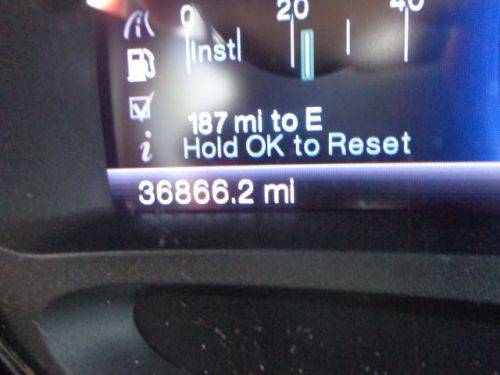 0 20 40
Inst
187 mi to E
Hold OK to Reset
36866.2 mi